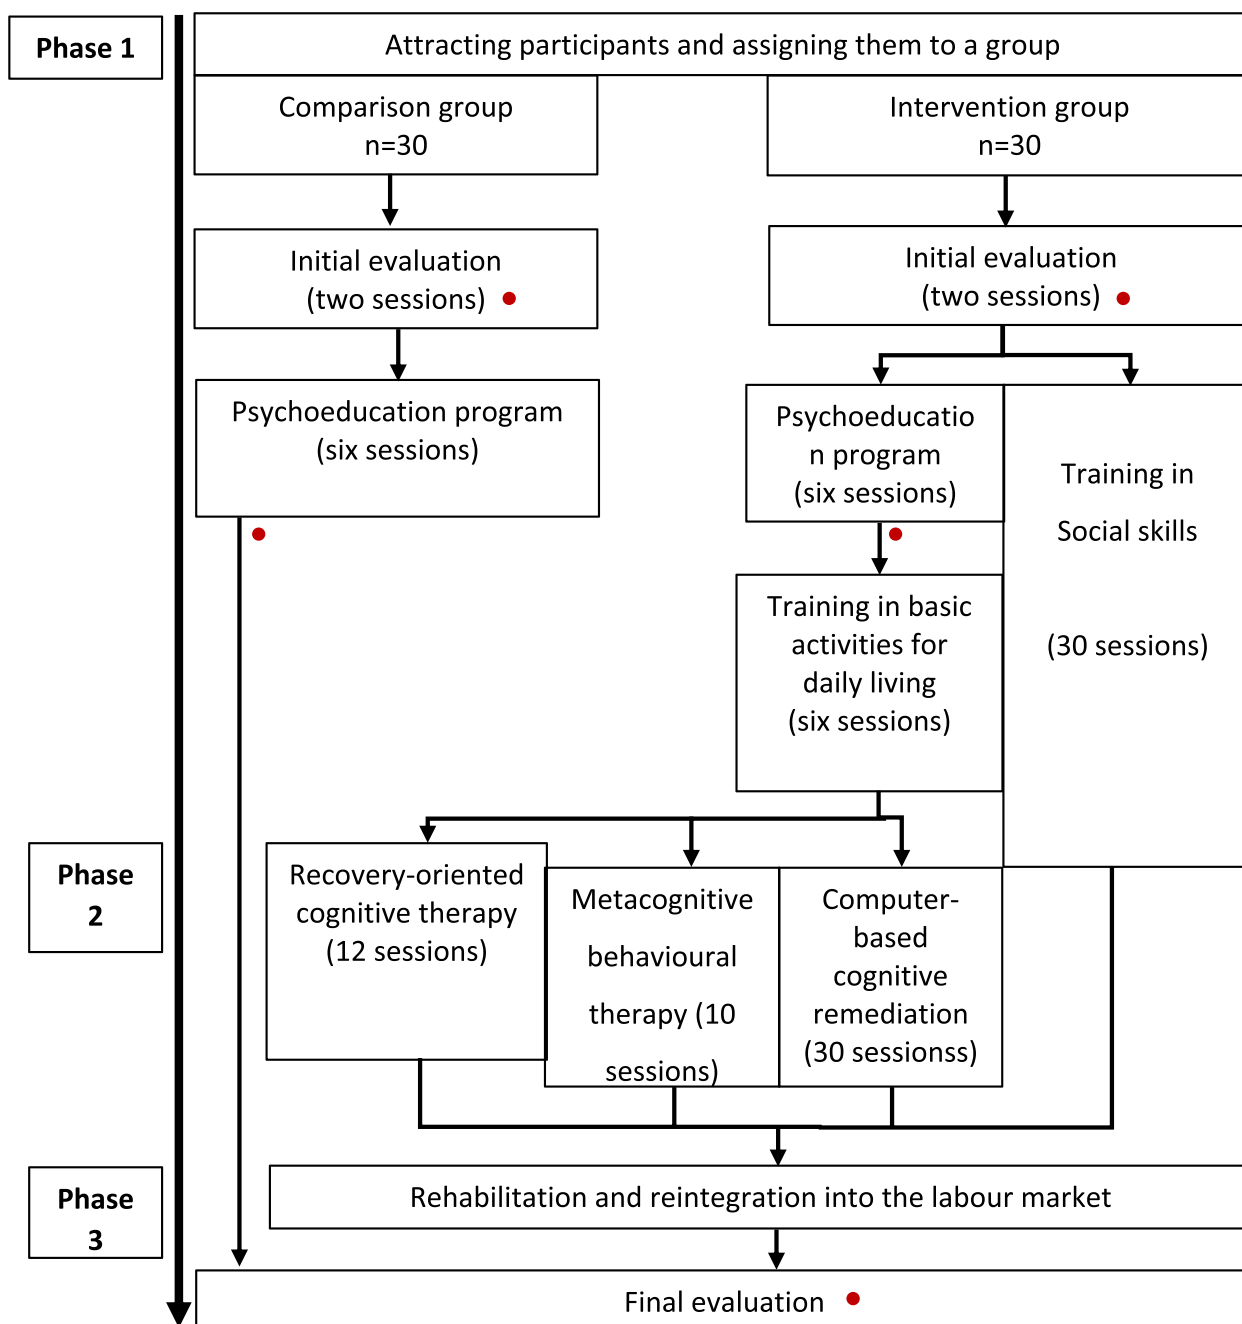 Phase 1
Attracting participants and assigning them to a group
Comparison group
n=30
Intervention group
n=30
Initial evaluation
(two sessions)
Initial evaluation
(two sessions)
Psychoeducation program
(six sessions)
Psychoeducatio
n program
(six sessions)
Training in
Social skills
(30 sessions)
Training in basic
activities for
daily living
(six sessions)
Phase
2
Recovery-oriented
cognitive therapy
(12 sessions)
Metacognitive
behavioural
therapy (10
sessions)
Computer-
based
cognitive
remediation
(30 sessionss)
Phase
3
Rehabilitation and reintegration into the labour market
Final evaluation